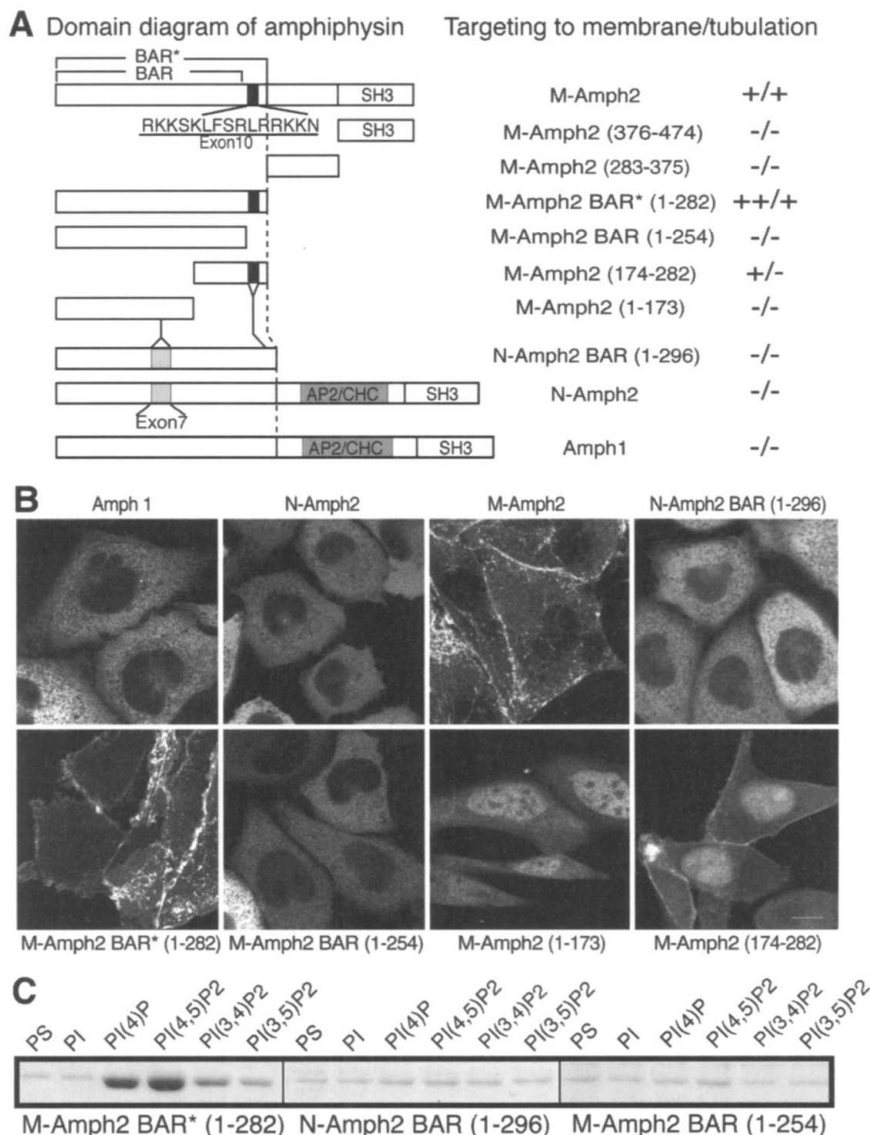 A Domain diagram of amphiphysin Targeting to membrane/tubulation
BAR*
BAR
SH3
M-Amph2 +/+
RKKSKLFSRLRRKKN
Exon10
SH3
M-Amph2 (376-474) -/-
M-Amph2 (283-375) -/-
M-Amph2 BAR* (1-282) ++/+
M-Amph2 BAR (1-254) -/-
M-Amph2 (174-282) +/-
M-Amph2 (1-173) -/-
N-Amph2 BAR (1-296) -/-
AP2/CHC SH3 N-Amph2 -/-
Exon7
AP2/CHC SH3 Amph1 -/-
B Amph 1 N-Amph2 M-Amph2 N-Amph2 BAR (1-296)
M-Amph2 BAR* (1-282) M-Amph2 BAR (1-254) M-Amph2 (1-173) M-Amph2 (174-282)
C PS PI PI(4)P PI(4,5)P2 PI(3,4)P2 PI(3,5)P2 PS PI PI(4)P PI(4,5)P2 PI(3,4)P2 PI(3,5)P2 PS PI PI(4)P PI(4,5)P2 PI(3,4)P2 PI(3,5)P2
M-Amph2 BAR* (1-282) N-Amph2 BAR (1-296) M-Amph2 BAR (1-254)